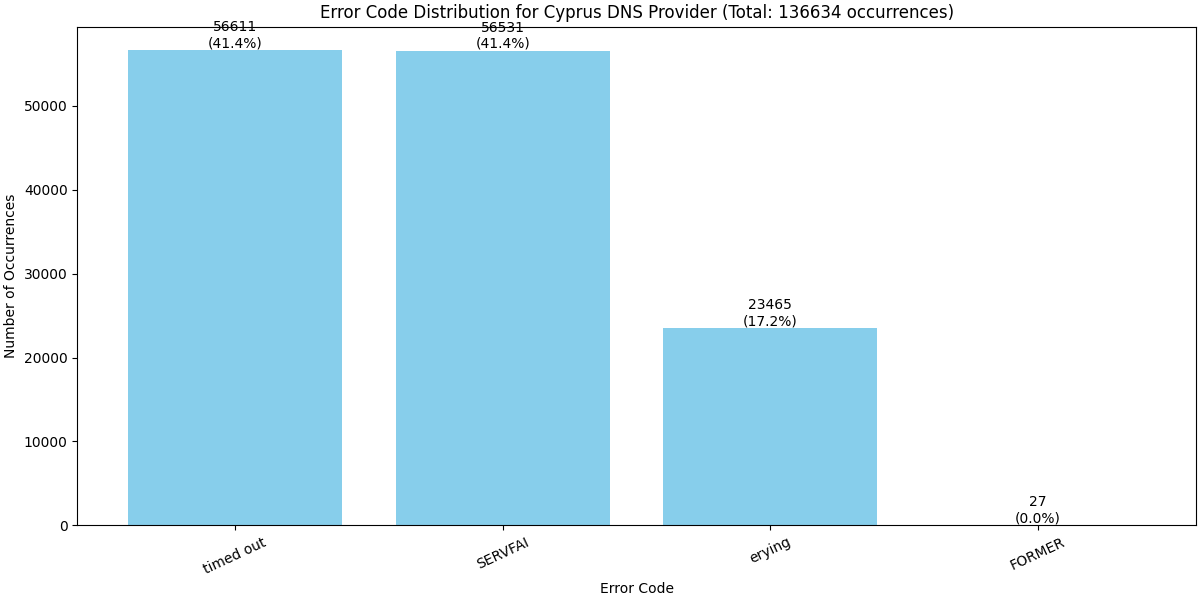 Error Code Distribution for Cyprus DNS Provider (Total: 136634 occurrences)
56611
(41.4%)
56531
(41.4%)
23465
(17.2%)
27
(0.0%)
50000
40000
30000
20000
10000
0
Number of Occurrences
timed out
SERVFAI
erying
FORMER
Error Code